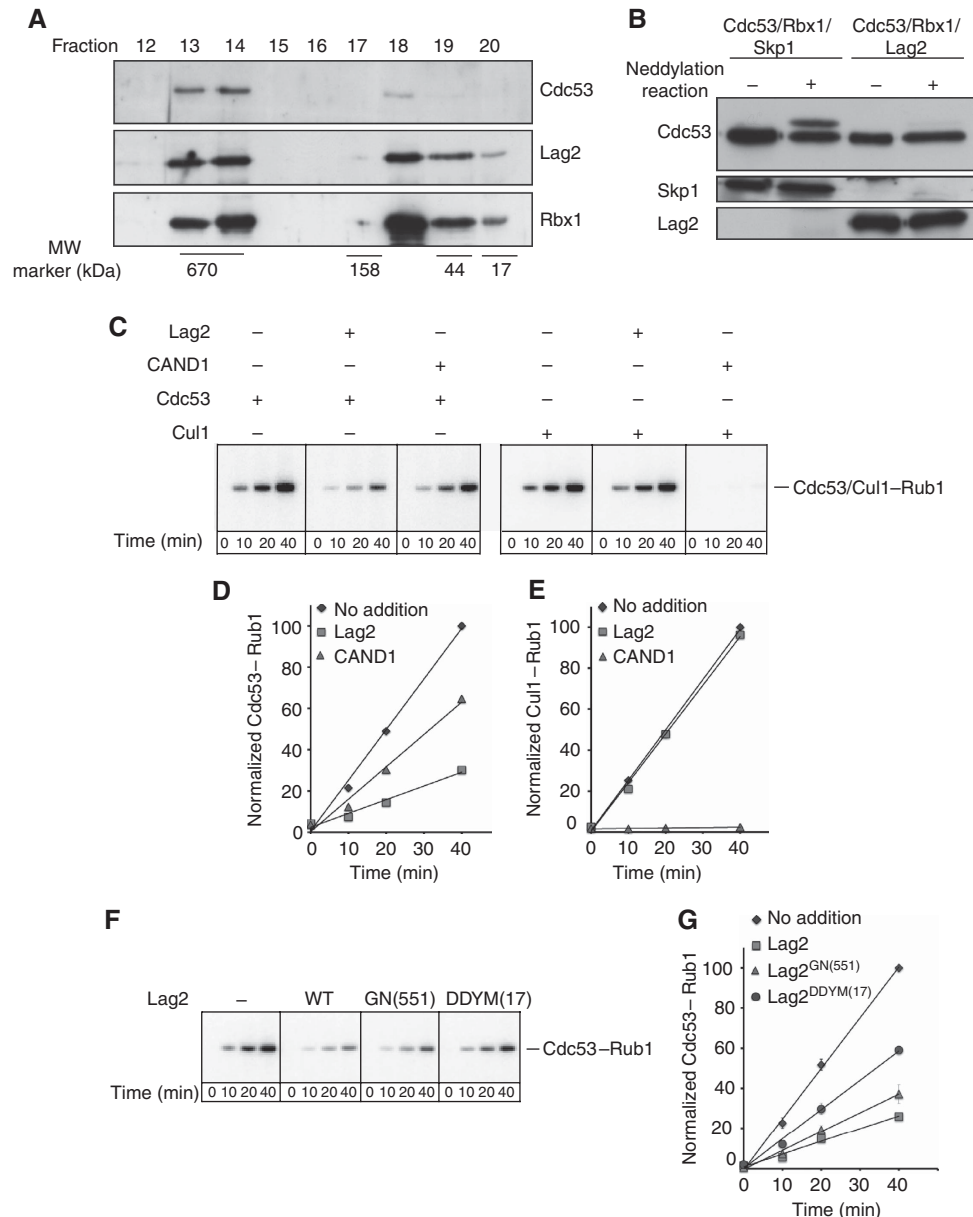 A
Fraction 12 13 14 15 16 17 18 19 20
Cdc53
Lag2
Rbx1
MW
marker (kDa) 670 158 44 17
B
Cdc53/Rbx1/
Skp1
Cdc53/Rbx1/
Lag2
Neddylation
reaction
– + – +
Cdc53
Skp1
Lag2
C
Lag2 – + – – + –
CAND1 – – + – – +
Cdc53 + + + – – –
Cul1 – – – + + +
Cdc53/Cul1–Rub1
Time (min) 0 10 20 40 0 10 20 40 0 10 20 40 0 10 20 40 0 10 20 40 0 10 20 40
D
No addition
Lag2
CAND1
Normalized Cdc53–Rub1
100
80
60
40
20
0
0 10 20 30 40
Time (min)
E
No addition
Lag2
CAND1
Normalized Cul1–Rub1
100
80
60
40
20
0
0 10 20 30 40
Time (min)
F
Lag2 – WT GN(551) DDYM(17)
Cdc53–Rub1
Time (min) 0 10 20 40 0 10 20 40 0 10 20 40 0 10 20 40
G
No addition
Lag2
Lag2GN(551)
Lag2DDYM(17)
Normalized Cdc53–Rub1
100
80
60
40
20
0
0 10 20 30 40
Time (min)